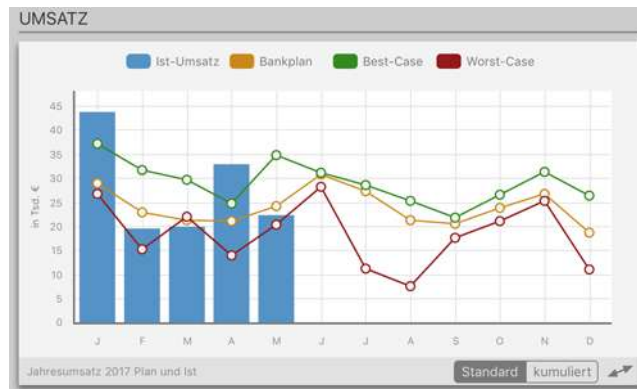 UMSATZ
Ist-Umsatz Bankplan Best-Case Worst-Case
in Tsd. €
45
40
35
30
25
20
15
10
5
0
J F M A M J J A S O N D
Jahresumsatz 2017 Plan und Ist
Standard kumuliert